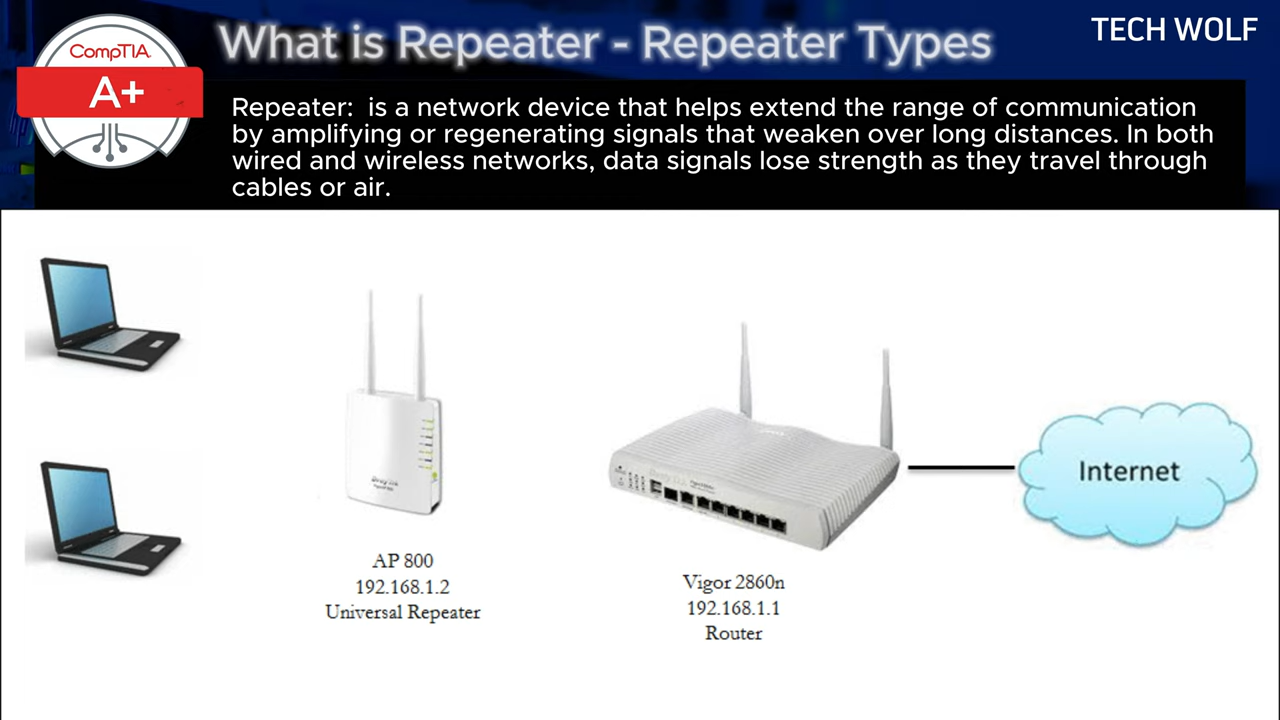 CompTIA.
A+
What is Repeater - Repeater Types
TECH WOLF
Repeater:  is a network device that helps extend the range of communication
by amplifying or regenerating signals that weaken over long distances. In both
wired and wireless networks, data signals lose strength as they travel through
cables or air.
Internet
AP 800
192.168.1.2
Universal Repeater
Vigor 2860n
192.168.1.1
Router